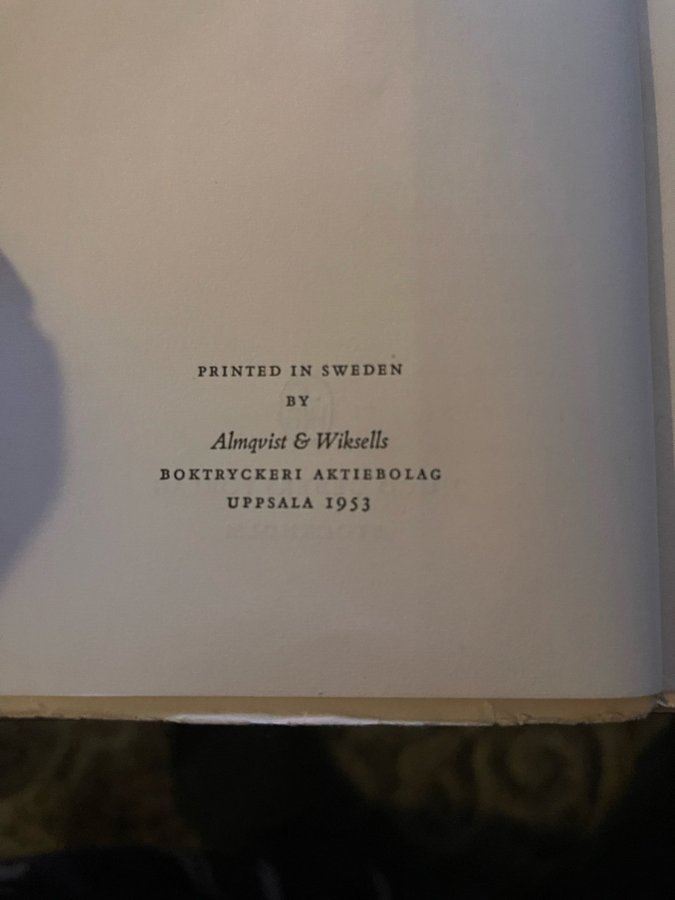 PRINTED IN SWEDEN
BY
Almqvist & Wiksells
BOKTRYCKERI AKTIEBOLAG
UPPSALA 1953